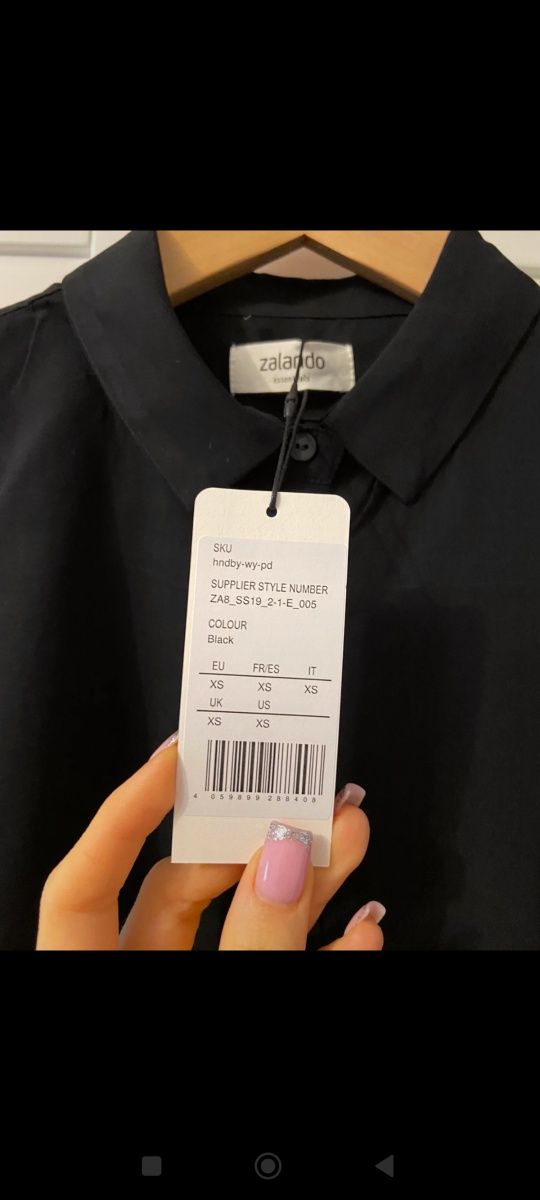 zalando
essentials
SKU
hndby-wy-pd
SUPPLIER STYLE NUMBER
ZA8_SS19_2-1-E_005
COLOUR
Black
EU FR/ES IT
XS XS XS
UK US
XS XS
4 059899 288408